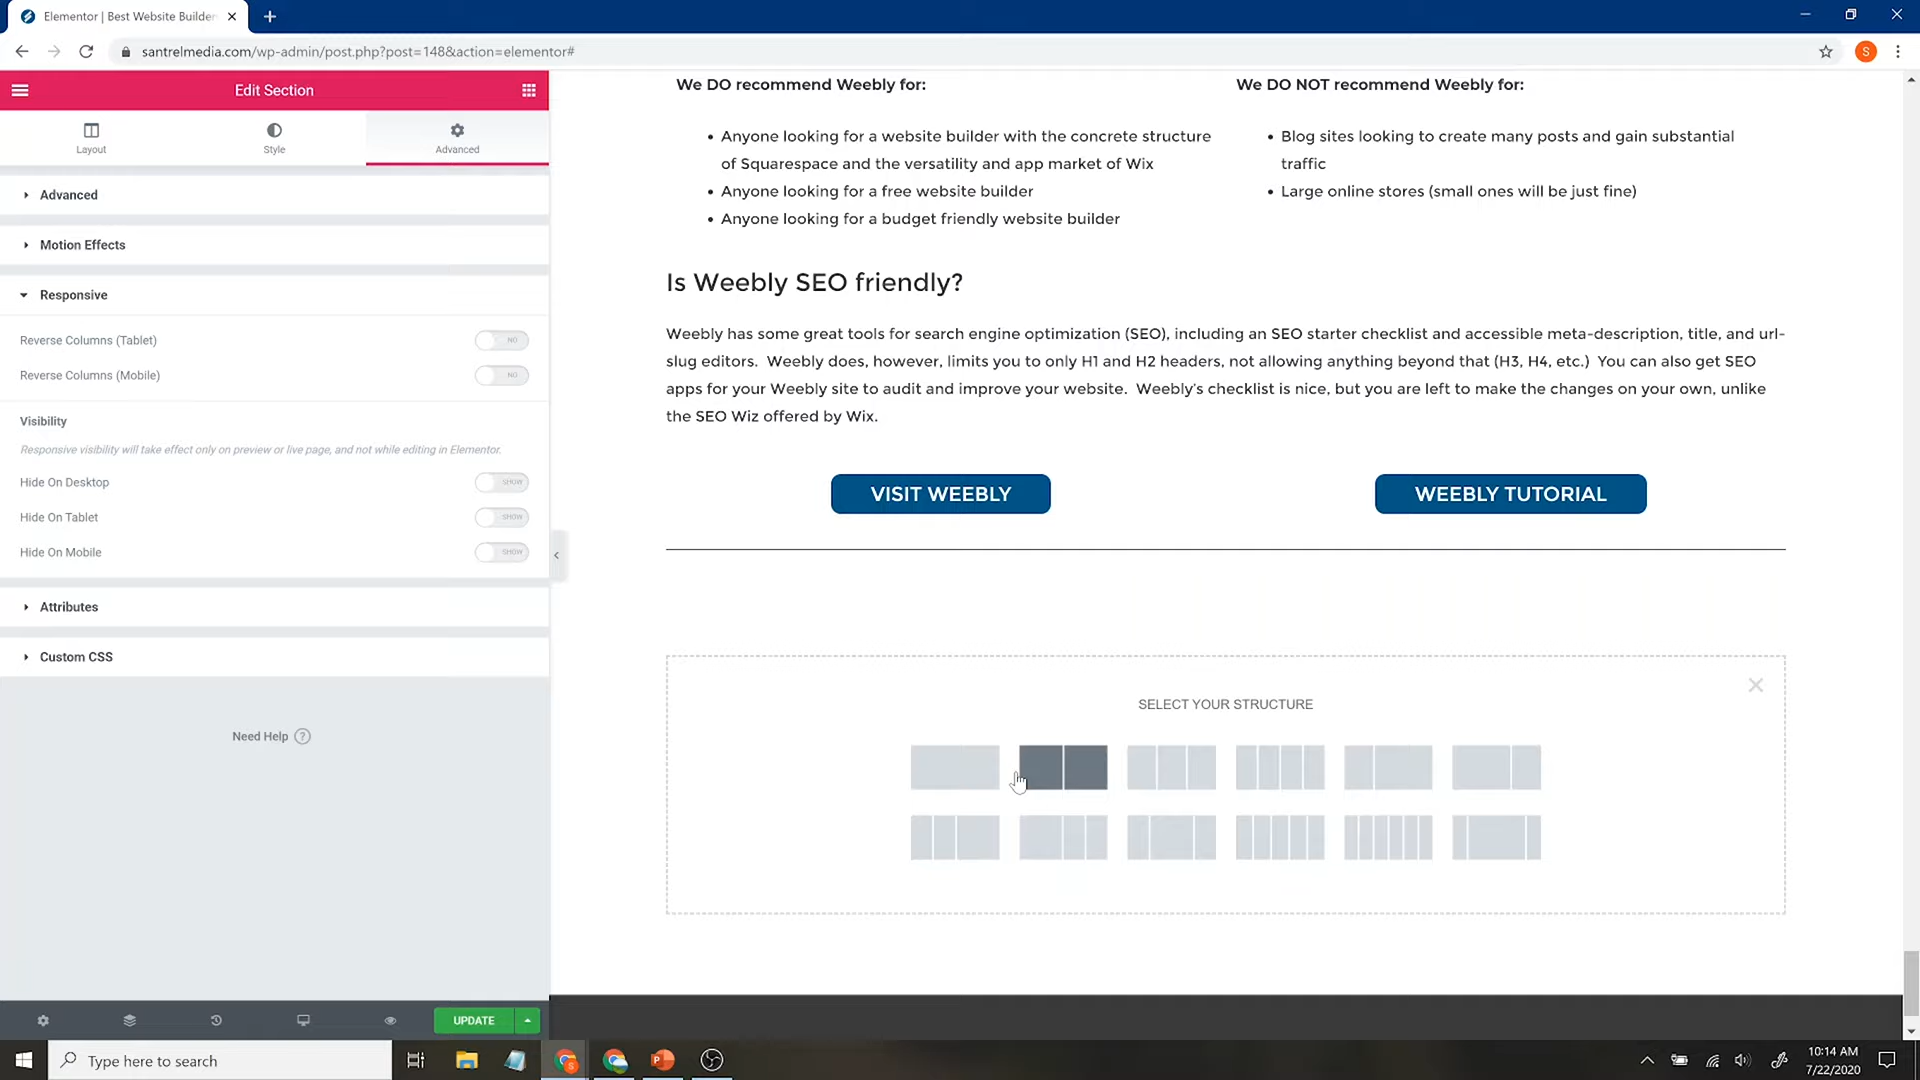 Elementor | Best Website Builder
santrelmedia.com/wp-admin/post.php?post=148&action=elementor#
S
Edit Section
Layout
Style
Advanced
Advanced
Motion Effects
Responsive
Reverse Columns (Tablet)
NO
Reverse Columns (Mobile)
NO
Visibility
Responsive visibility will take effect only on preview or live page, and not while editing in Elementor.
Hide On Desktop
SHOW
Hide On Tablet
SHOW
Hide On Mobile
SHOW
Attributes
Custom CSS
Need Help ?
UPDATE
We DO recommend Weebly for:
• Anyone looking for a website builder with the concrete structure
of Squarespace and the versatility and app market of Wix
• Anyone looking for a free website builder
• Anyone looking for a budget friendly website builder
We DO NOT recommend Weebly for:
• Blog sites looking to create many posts and gain substantial
traffic
• Large online stores (small ones will be just fine)
Is Weebly SEO friendly?
Weebly has some great tools for search engine optimization (SEO), including an SEO starter checklist and accessible meta-description, title, and url-
slug editors. Weebly does, however, limits you to only H1 and H2 headers, not allowing anything beyond that (H3, H4, etc.) You can also get SEO
apps for your Weebly site to audit and improve your website. Weebly's checklist is nice, but you are left to make the changes on your own, unlike
the SEO Wiz offered by Wix.
VISIT WEEBLY
WEEBLY TUTORIAL
SELECT YOUR STRUCTURE
Type here to search
10:14 AM
7/22/2020